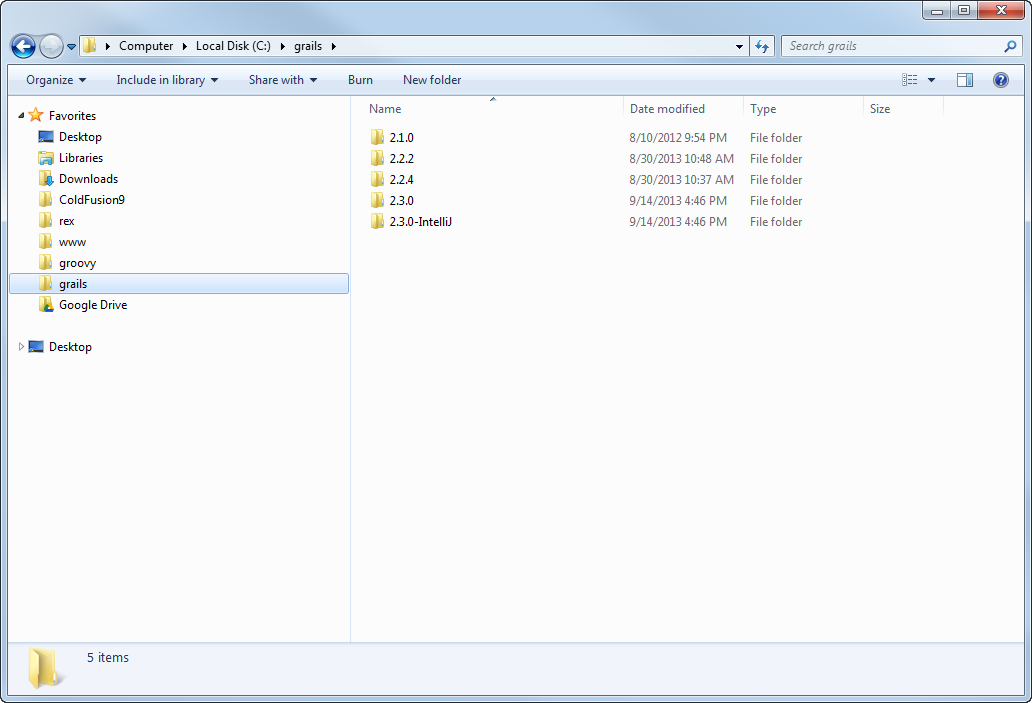 Computer Local Disk (C:) grails Search grails
Organize Include in library Share with Burn New folder
Favorites
Desktop
Libraries
Downloads
ColdFusion9
rex
www
groovy
grails
Google Drive
Desktop
Name Date modified Type Size
2.1.0 8/10/2012 9:54 PM File folder
2.2.2 8/30/2013 10:48 AM File folder
2.2.4 8/30/2013 10:37 AM File folder
2.3.0 9/14/2013 4:46 PM File folder
2.3.0-IntelliJ 9/14/2013 4:46 PM File folder
5 items